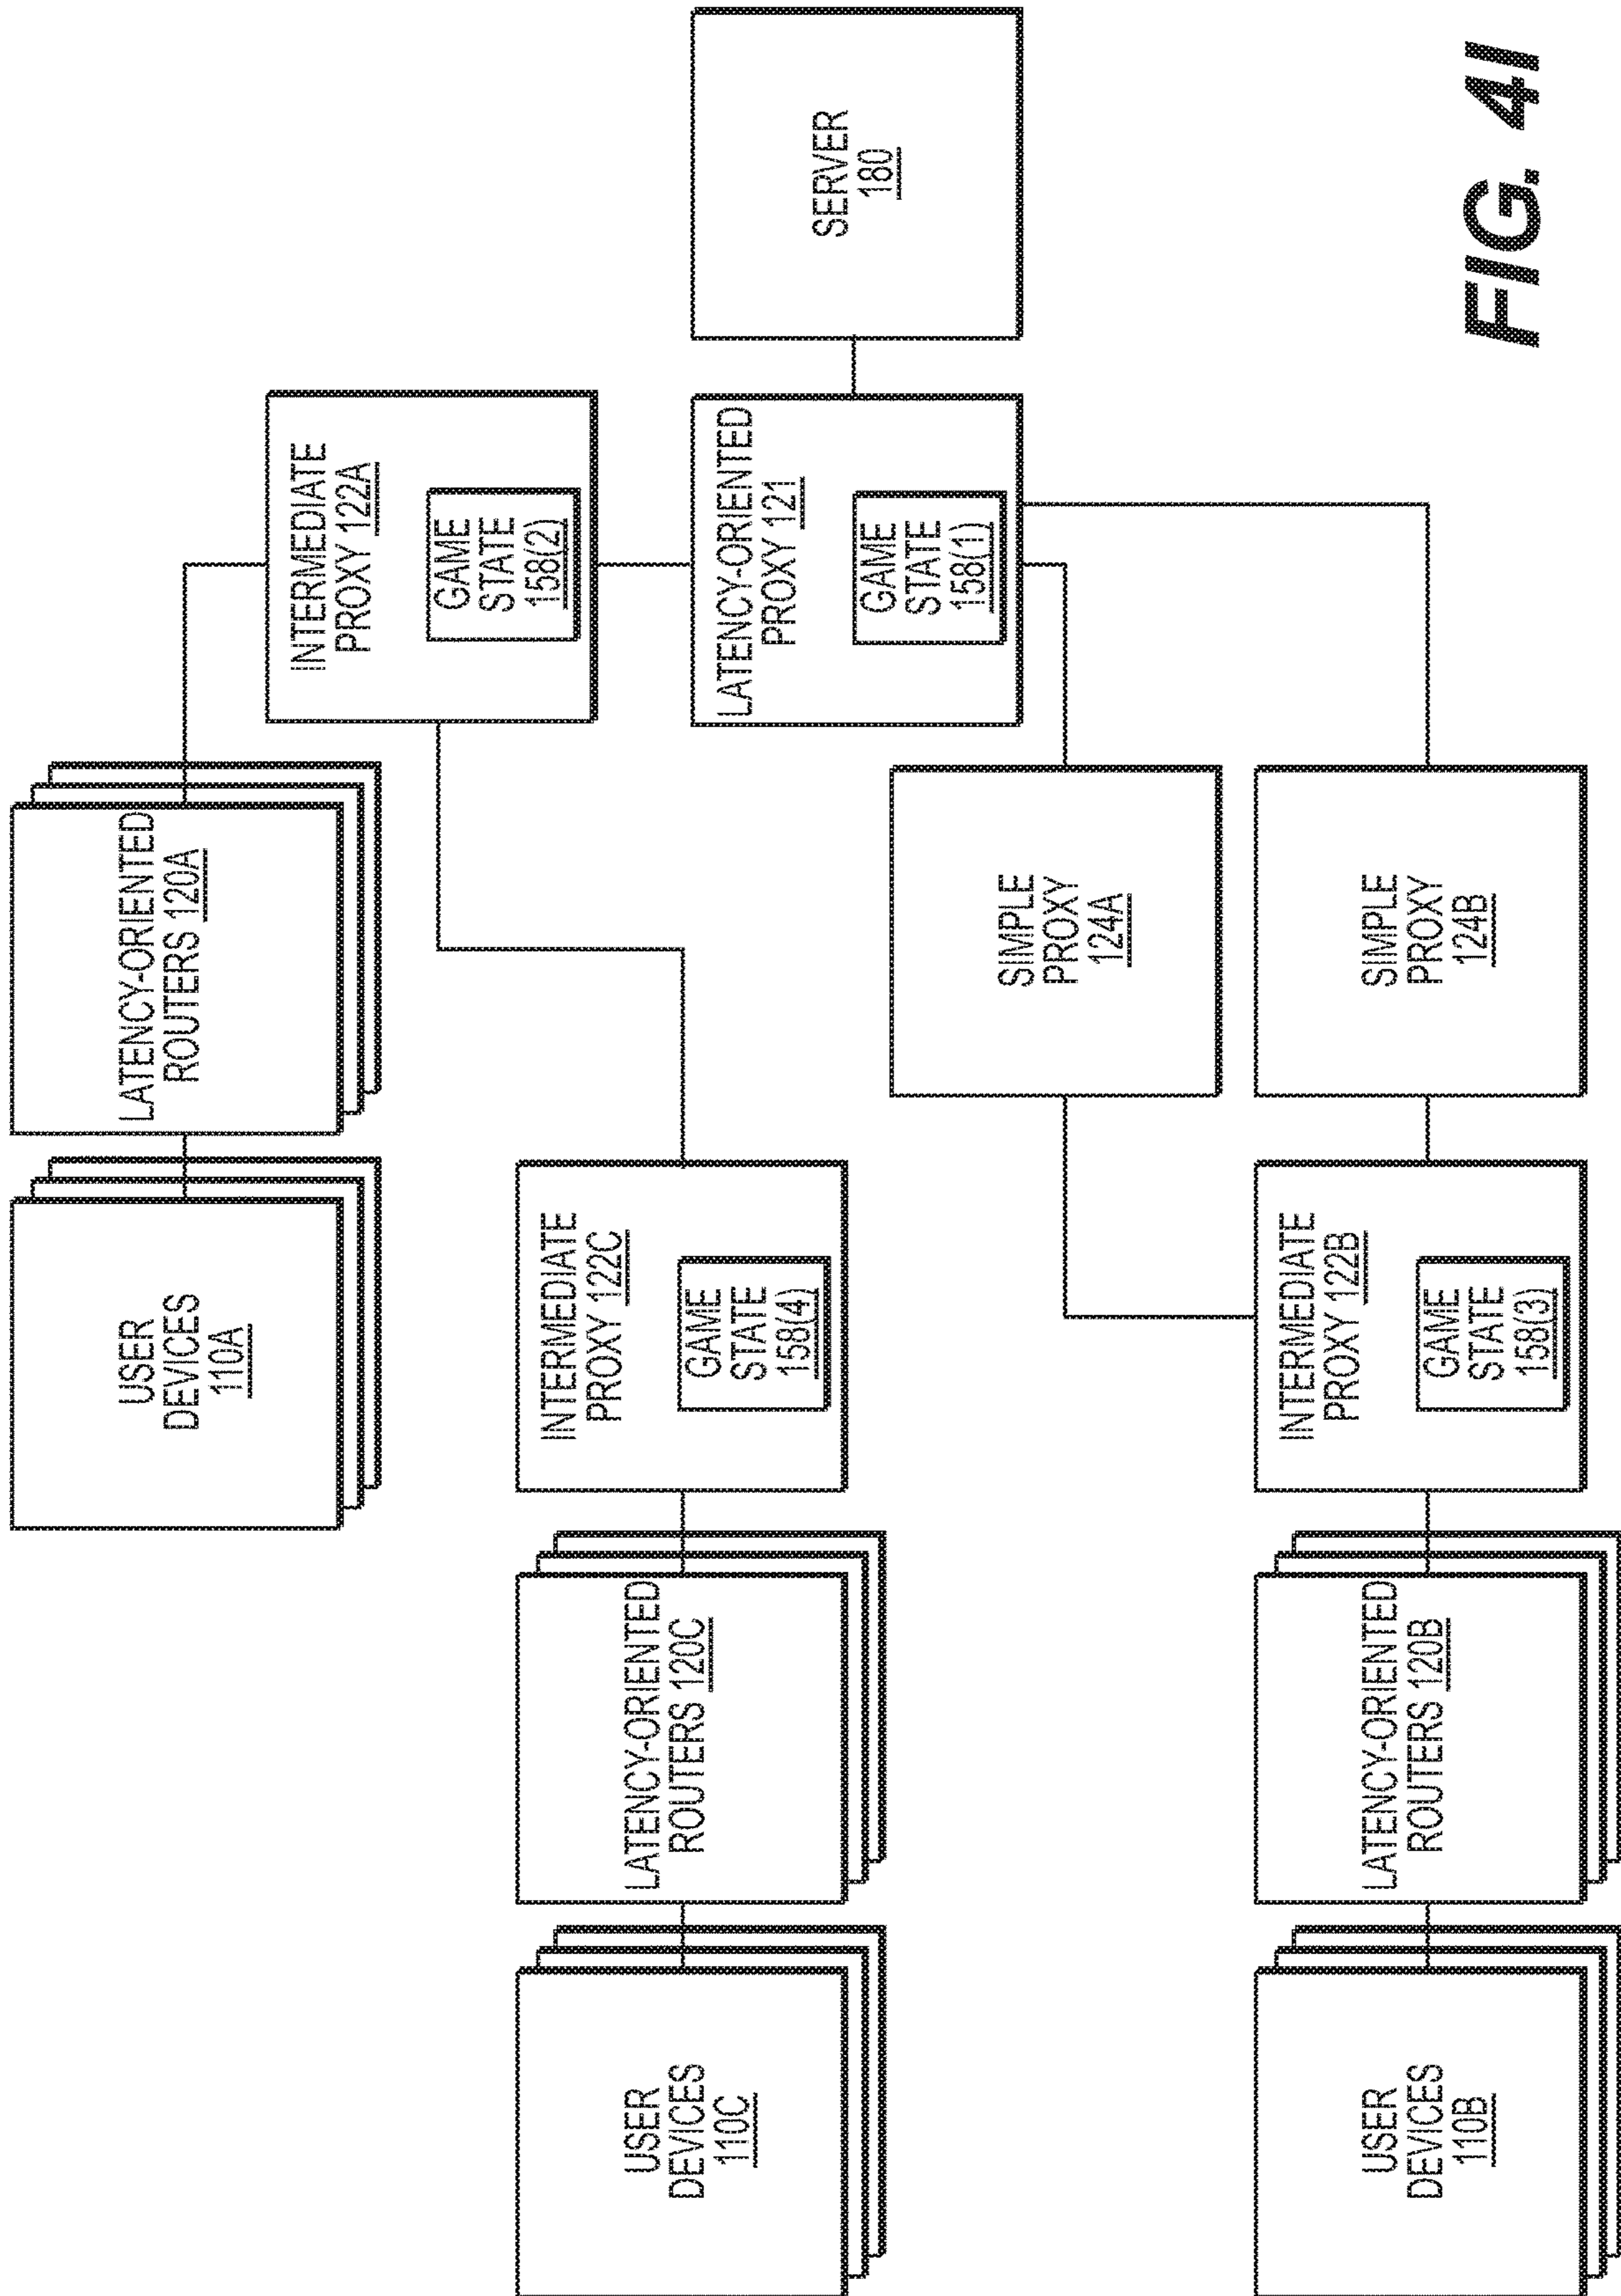 USER
DEVICES
110A
LATENCY-ORIENTED
ROUTERS 120A
INTERMEDIATE
PROXY 122A
GAME
STATE
158(2)
USER
DEVICES
110C
LATENCY-ORIENTED
ROUTERS 120C
INTERMEDIATE
PROXY 122C
GAME
STATE
158(4)
LATENCY-ORIENTED
PROXY 121
GAME
STATE
158(1)
SERVER
180
SIMPLE
PROXY
124A
USER
DEVICES
110B
LATENCY-ORIENTED
ROUTERS 120B
INTERMEDIATE
PROXY 122B
GAME
STATE
158(3)
SIMPLE
PROXY
124B
FIG. 4I